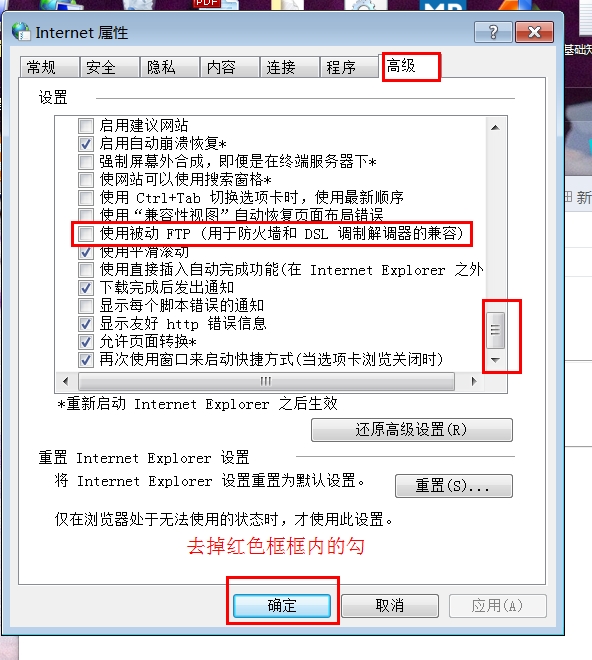 PDF
Internet 属性
常规 安全 隐私 内容 连接 程序 高级
基础知
新
设置
启用建议网站
启用自动崩溃恢复*
强制屏幕外合成，即便是在终端服务器下*
使网站可以使用搜索窗格*
使用 Ctrl+Tab 切换选项卡时，使用最新顺序
使用“兼容性视图”自动恢复页面布局错误
使用被动 FTP (用于防火墙和 DSL 调制解调器的兼容)
使用平滑滚动
使用直接插入自动完成功能(在 Internet Explorer 之外
下载完成后发出通知
显示每个脚本错误的通知
显示友好 http 错误信息
允许页面转换*
再次使用窗口来启动快捷方式(当选项卡浏览关闭时)
*重新启动 Internet Explorer 之后生效
还原高级设置(R)
重置 Internet Explorer 设置
将 Internet Explorer 设置重置为默认设置。
重置(S)...
仅在浏览器处于无法使用的状态时，才使用此设置。
去掉红色框框内的勾
确定 取消 应用(A)